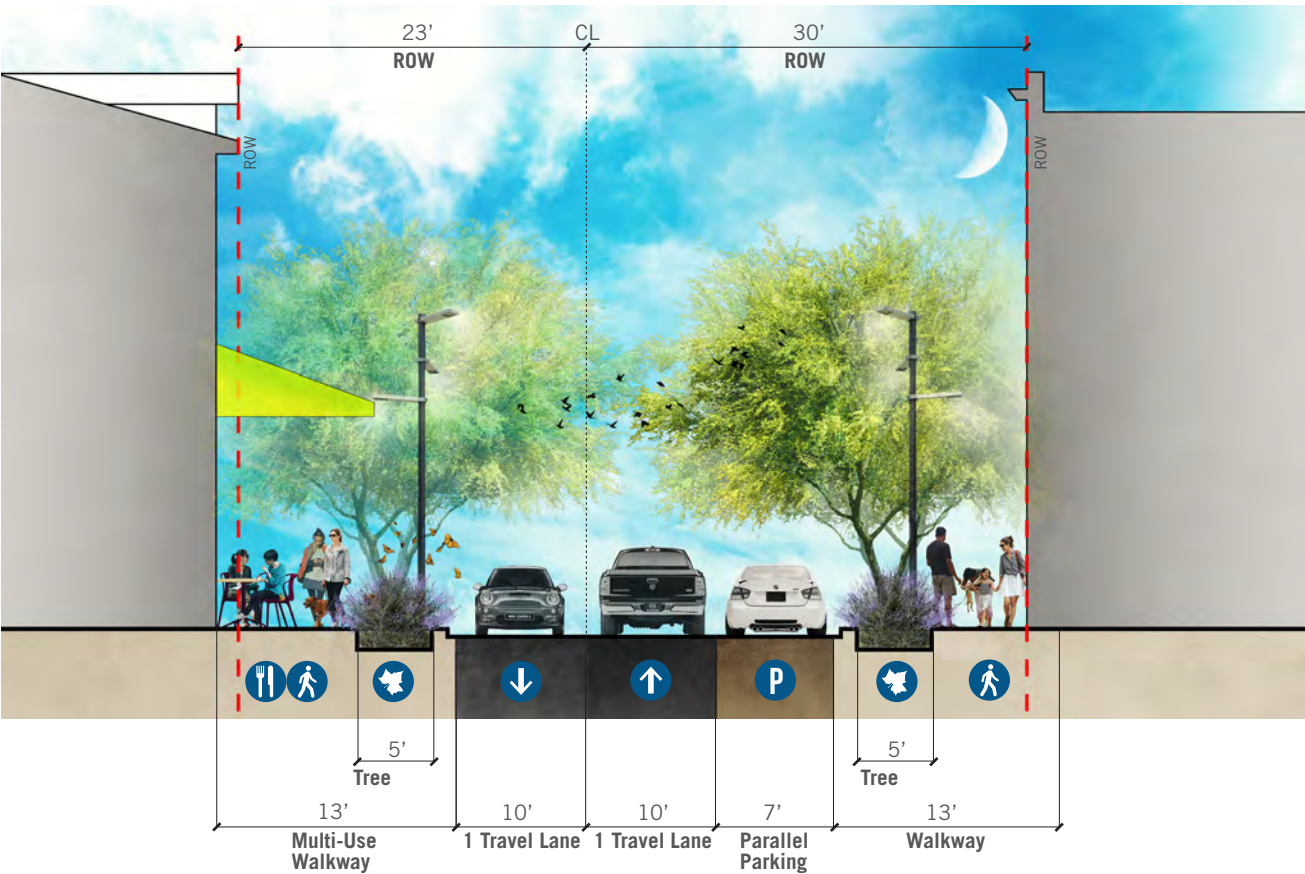 23’ CL 30’
ROW ROW
ROW ROW
P
5’ 5’
Tree Tree
13’ 10’ 10’ 7’ 13’
Multi-Use 1 Travel Lane 1 Travel Lane Parallel Walkway
Walkway Parking